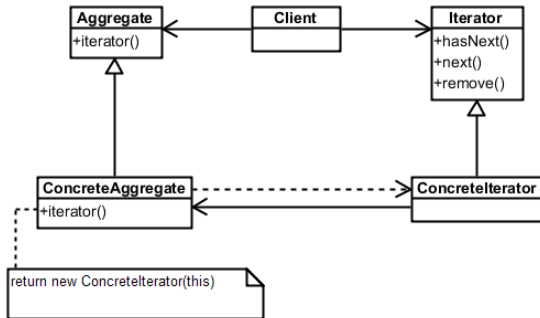 Aggregate
+iterator()
Client
Iterator
+hasNext()
+next()
+remove()
ConcreteAggregate
+iterator()
ConcreteIterator
return new ConcreteIterator(this)